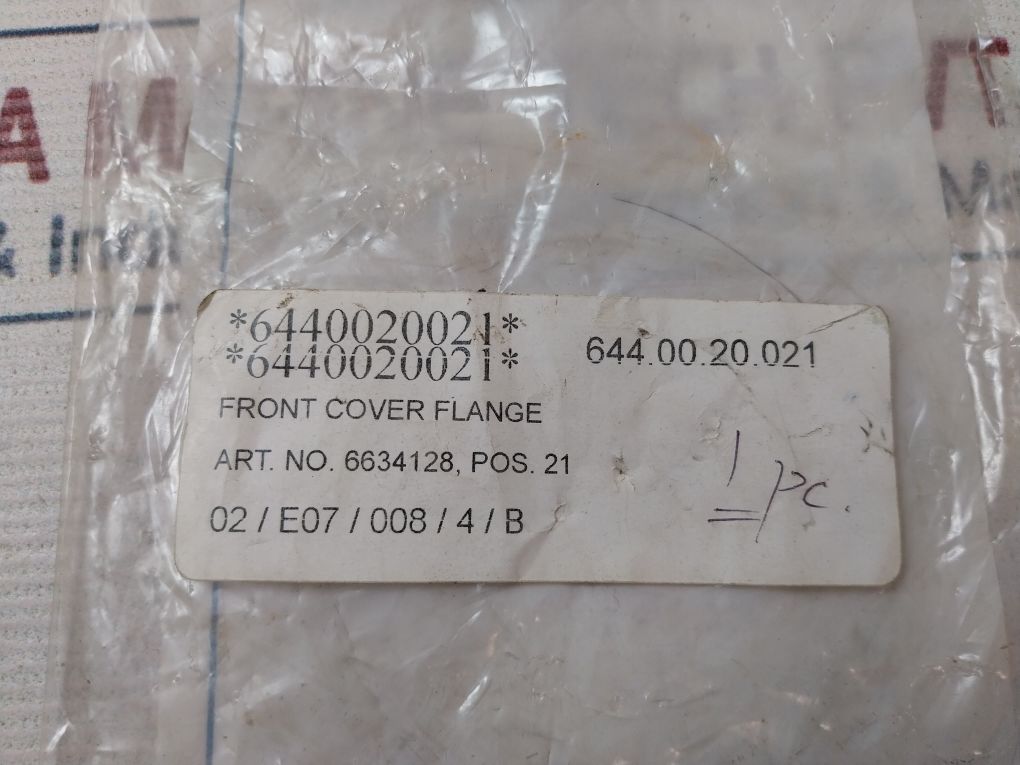 *6440020021*
*6440020021*
644.00.20.021
FRONT COVER FLANGE
ART. NO. 6634128, POS. 21
02 / E07 / 008 / 4 / B
1 pc.
A M
&